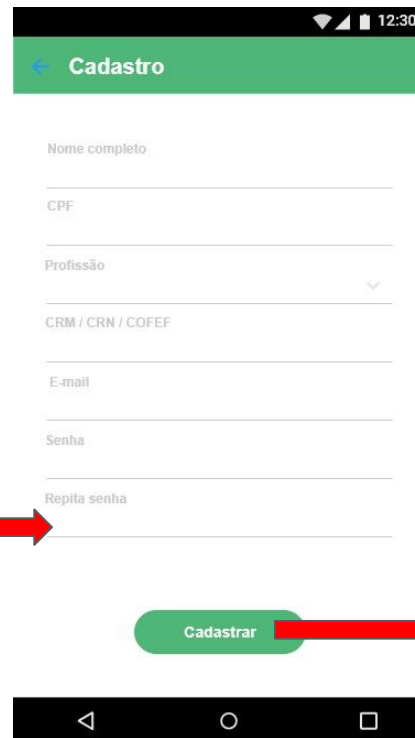 12:30
Cadastro
Nome completo
CPF
Profissão
CRM / CRN / COFEF
E-mail
Senha
Repita senha
Cadastrar